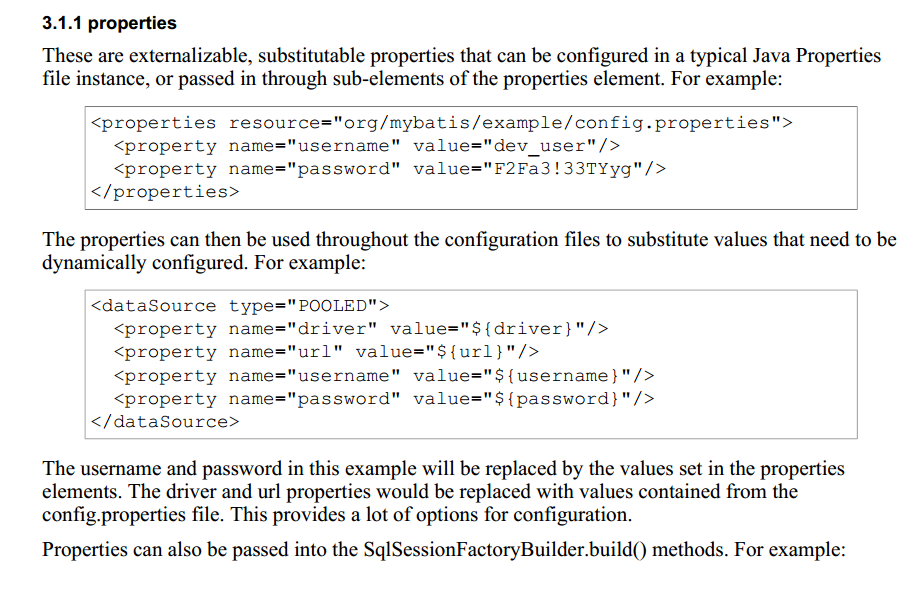 3.1.1 properties
These are externalizable, substitutable properties that can be configured in a typical Java Properties
file instance, or passed in through sub-elements of the properties element. For example:
<properties resource="org/mybatis/example/config.properties">
  <property name="username" value="dev_user"/>
  <property name="password" value="F2Fa3!33TYyg"/>
</properties>
The properties can then be used throughout the configuration files to substitute values that need to be
dynamically configured. For example:
<dataSource type="POOLED">
  <property name="driver" value="${driver}"/>
  <property name="url" value="${url}"/>
  <property name="username" value="${username}"/>
  <property name="password" value="${password}"/>
</dataSource>
The username and password in this example will be replaced by the values set in the properties
elements. The driver and url properties would be replaced with values contained from the
config.properties file. This provides a lot of options for configuration.
Properties can also be passed into the SqlSessionFactoryBuilder.build() methods. For example: